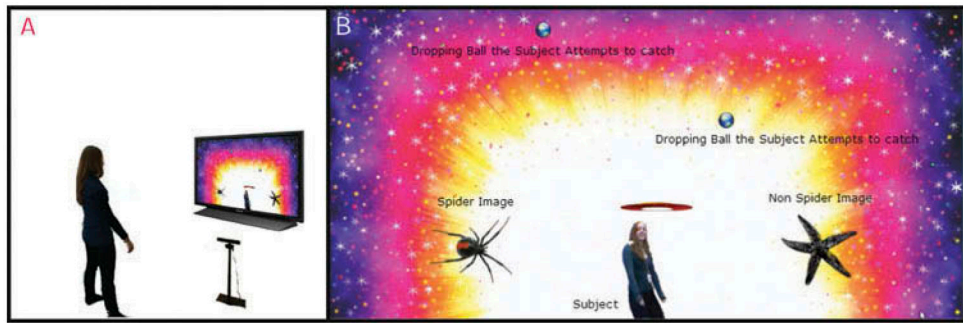 A
B
Dropping Ball the Subject Attempts to catch
Dropping Ball the Subject Attempts to catch
Spider Image
Non Spider Image
Subject